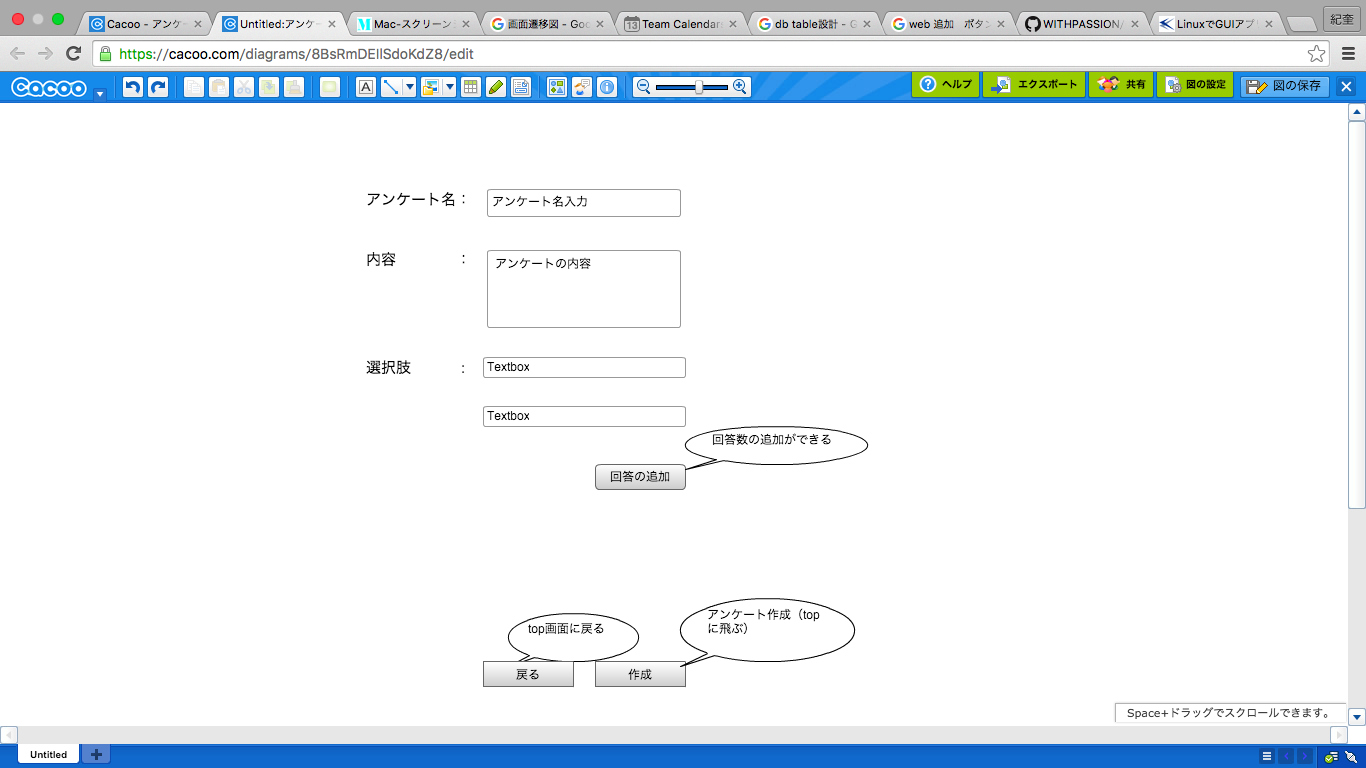 Cacoo - アンケー
Untitled:アンケー
Mac-スクリーンシ
画面遷移図 - Goo
Team Calendars
db table設計 - G
web 追加 ボタン
WITHPASSION/
LinuxでGUIアプリ
紀奎
https://cacoo.com/diagrams/8BsRmDEIlSdoKdZ8/edit
Cacoo
ヘルプ
エクスポート
共有
図の設定
図の保存
アンケート名：
アンケート名入力
内容 :
アンケートの内容
選択肢 :
Textbox
Textbox
回答数の追加ができる
回答の追加
アンケート作成（top
に飛ぶ）
top画面に戻る
戻る
作成
Space+ドラッグでスクロールできます。
Untitled